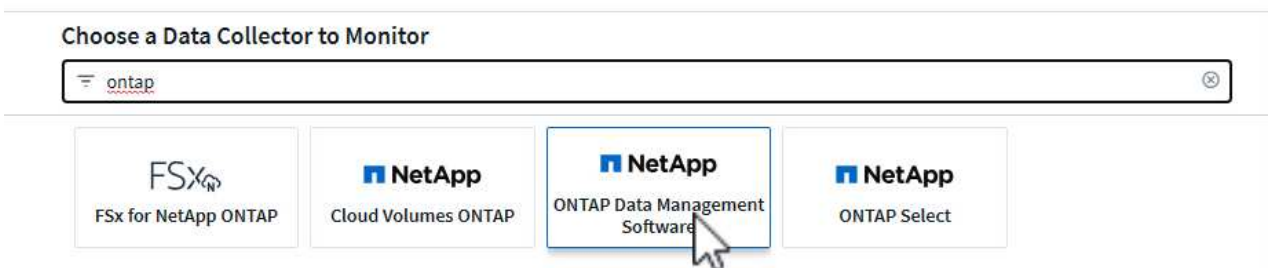 Choose a Data Collector to Monitor
ontap
FSx
FSx for NetApp ONTAP
NetApp
Cloud Volumes ONTAP
NetApp
ONTAP Data Management
Software
NetApp
ONTAP Select